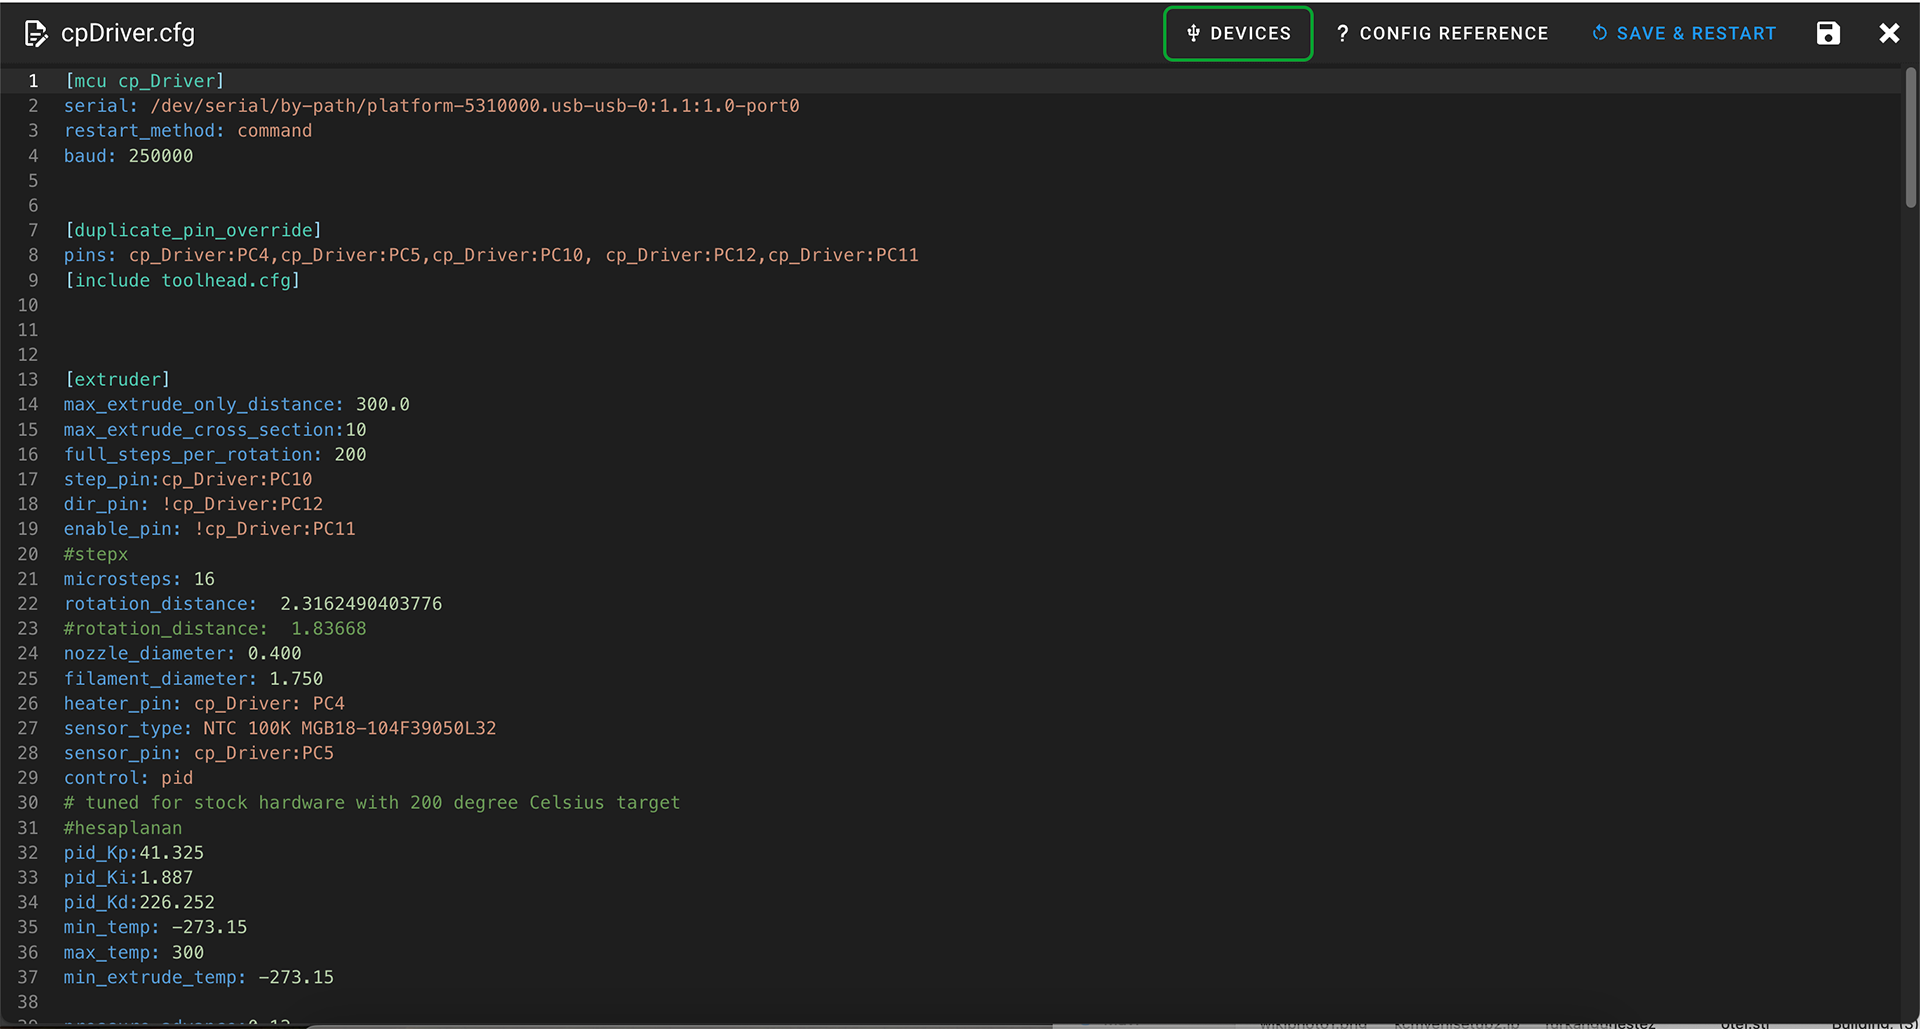 cpDriver.cfg
DEVICES
? CONFIG REFERENCE
SAVE & RESTART
1 [mcu cp_Driver]
2 serial: /dev/serial/by-path/platform-5310000.usb-usb-0:1.1:1.0-port0
3 restart_method: command
4 baud: 250000
5
6
7 [duplicate_pin_override]
8 pins: cp_Driver:PC4,cp_Driver:PC5,cp_Driver:PC10, cp_Driver:PC12,cp_Driver:PC11
9 [include toolhead.cfg]
10
11
12
13 [extruder]
14 max_extrude_only_distance: 300.0
15 max_extrude_cross_section:10
16 full_steps_per_rotation: 200
17 step_pin:cp_Driver:PC10
18 dir_pin: !cp_Driver:PC12
19 enable_pin: !cp_Driver:PC11
20 #stepx
21 microsteps: 16
22 rotation_distance:  2.3162490403776
23 #rotation_distance:  1.83668
24 nozzle_diameter: 0.400
25 filament_diameter: 1.750
26 heater_pin: cp_Driver: PC4
27 sensor_type: NTC 100K MGB18-104F39050L32
28 sensor_pin: cp_Driver:PC5
29 control: pid
30 # tuned for stock hardware with 200 degree Celsius target
31 #hesaplanan
32 pid_Kp:41.325
33 pid_Ki:1.887
34 pid_Kd:226.252
35 min_temp: -273.15
36 max_temp: 300
37 min_extrude_temp: -273.15
38